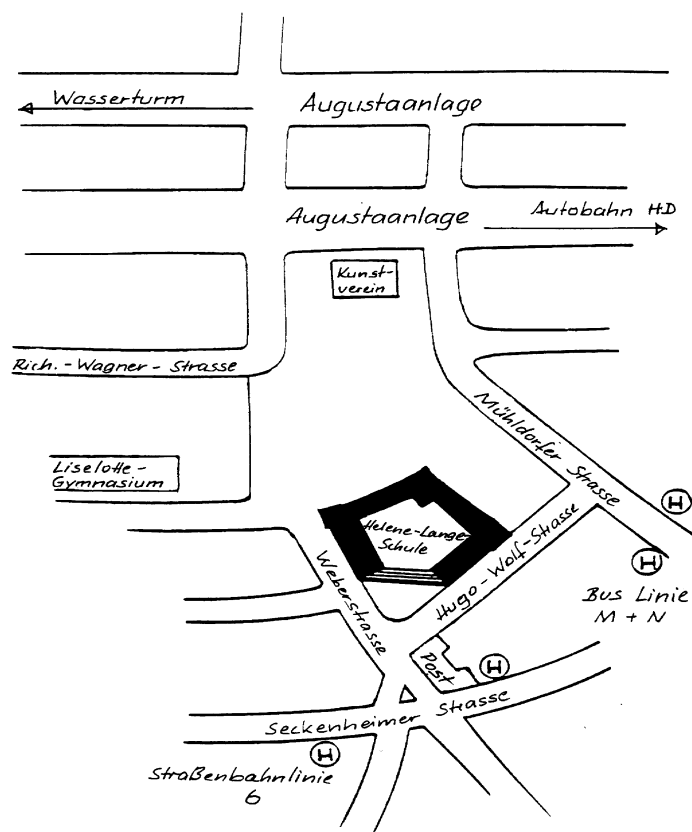 Wasserturm
Augustaanlage
Augustaanlage
Autobahn HD
Kunst-
verein
Rich.-Wagner-Strasse
Mühldorfer Strasse
Liselotte-
Gymnasium
H
Helene-Lange-
Schule
Hugo-Wolf-Strasse
Weberstrasse
H
Bus Linie
M + N
Post
H
Seckenheimer Strasse
H
Straßenbahnlinie
6